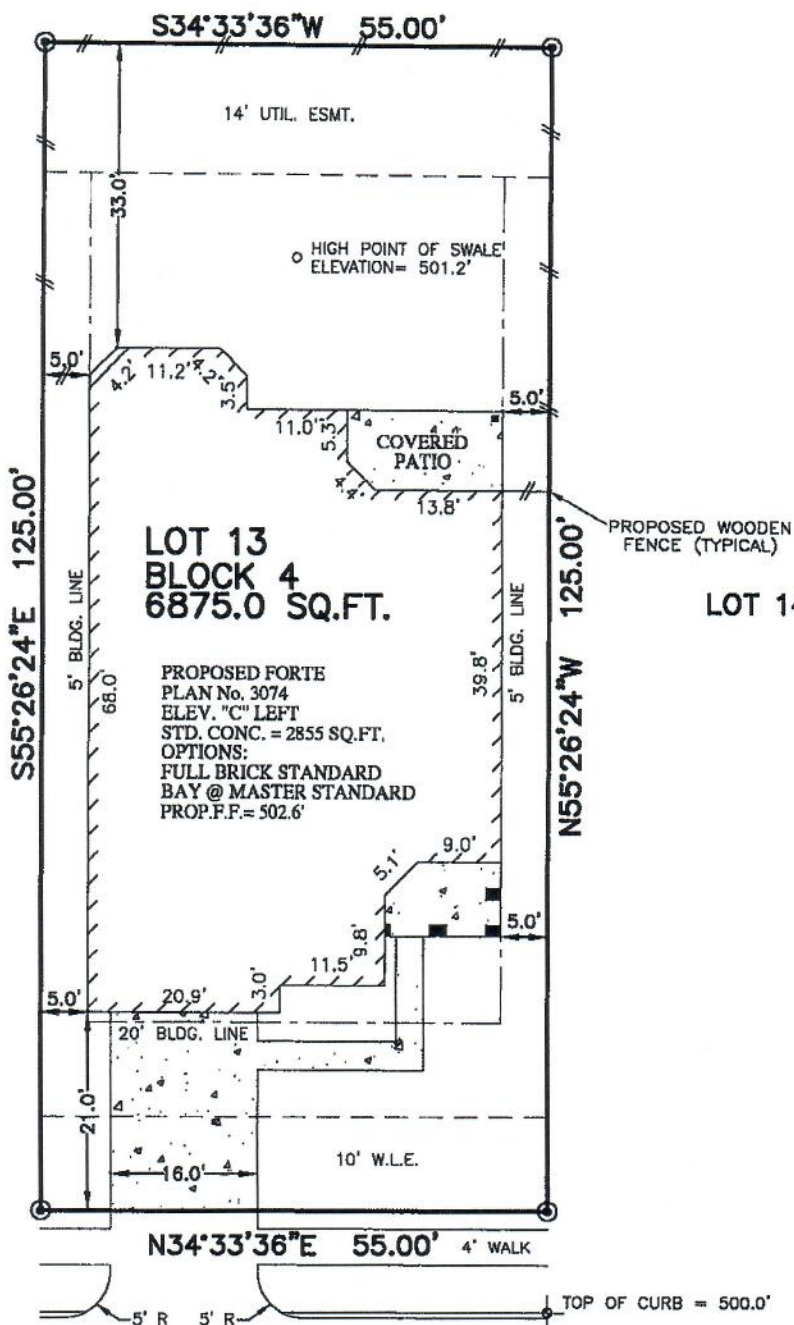 S34°33'36"W 55.00'
14' UTIL. ESMT.
33.0'
HIGH POINT OF SWALE
ELEVATION= 501.2'
5.0'
4.2'
11.2'
4.2'
3.5'
11.0'
5.3'
4.4'
COVERED
PATIO
5.0'
13.8'
PROPOSED WOODEN
FENCE (TYPICAL)
S55°26'24"E 125.00'
5' BLDG. LINE
68.0'
LOT 13
BLOCK 4
6875.0 SQ.FT.
PROPOSED FORTE
PLAN No. 3074
ELEV. "C" LEFT
STD. CONC. = 2855 SQ.FT.
OPTIONS:
FULL BRICK STANDARD
BAY @ MASTER STANDARD
PROP.F.F.= 502.6'
39.8'
5' BLDG. LINE
N55°26'24"W 125.00'
LOT 14
9.0'
5.1'
9.8'
5.0'
11.5'
3.0'
20.9'
5.0'
20' BLDG. LINE
21.0'
16.0'
10' W.L.E.
N34°33'36"E 55.00'
4' WALK
5' R 5' R
TOP OF CURB = 500.0'